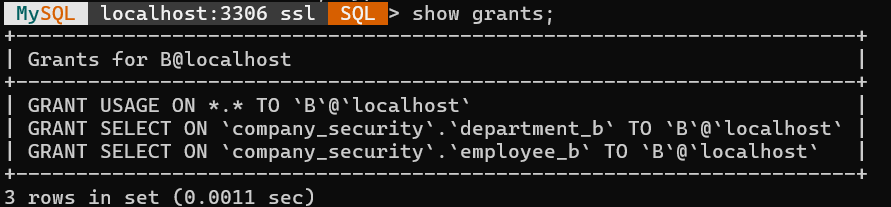 MySQL localhost:3306 ssl SQL > show grants;
+---------------------------------------------------------------------+
| Grants for B@localhost                                              |
+---------------------------------------------------------------------+
| GRANT USAGE ON *.* TO `B`@`localhost`                               |
| GRANT SELECT ON `company_security`.`department_b` TO `B`@`localhost` |
| GRANT SELECT ON `company_security`.`employee_b` TO `B`@`localhost`   |
+---------------------------------------------------------------------+
3 rows in set (0.0011 sec)